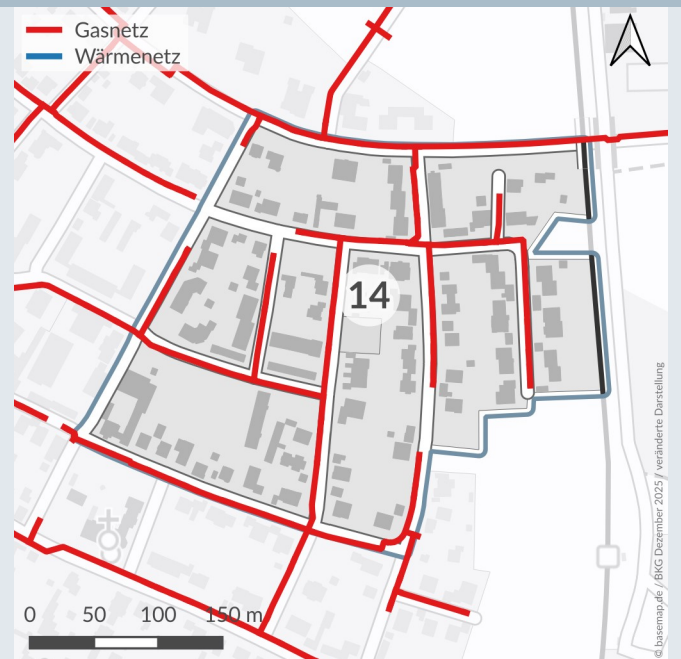 Gasnetz
Wärmenetz
14
0 50 100 150 m
© basemap.de / BKG Dezember 2025 / veränderte Darstellung